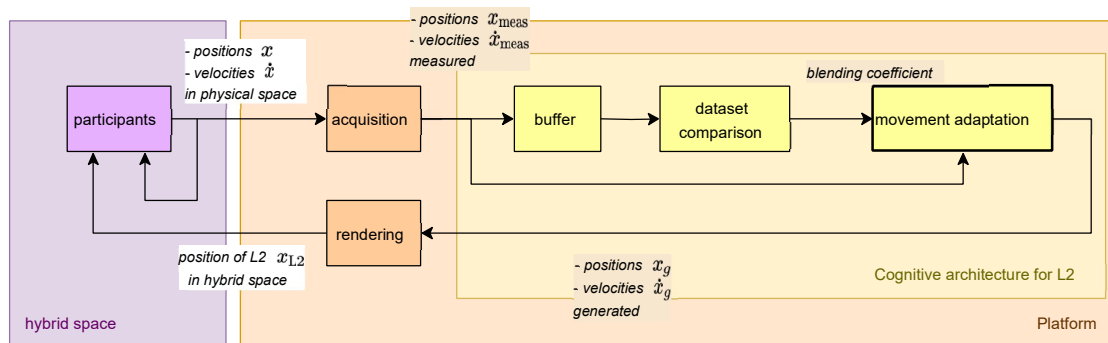 - positions x_meas
- velocities ẋ_meas
measured
- positions x
- velocities ẋ
in physical space
blending coefficient
participants
acquisition
buffer
dataset
comparison
movement adaptation
rendering
position of L2 x_L2
in hybrid space
- positions x_g
- velocities ẋ_g
generated
Cognitive architecture for L2
hybrid space
Platform